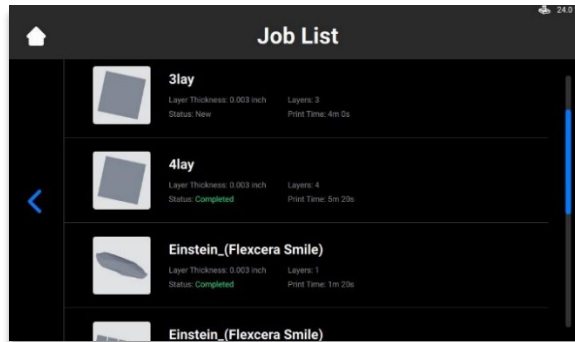 24.0
Job List
3lay
Layer Thickness: 0.003 inch Layers: 3
Status: New Print Time: 4m 0s
4lay
Layer Thickness: 0.003 inch Layers: 4
Status: Completed Print Time: 5m 20s
Einstein_(Flexcera Smile)
Layer Thickness: 0.003 inch Layers: 1
Status: Completed Print Time: 1m 20s
Einstein_(Flexcera Smile)